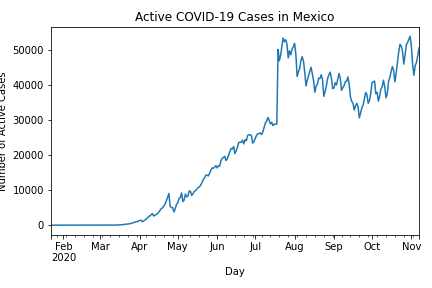 Active COVID-19 Cases in Mexico
Number of Active Cases
50000
40000
30000
20000
10000
0
Feb Mar Apr May Jun Jul Aug Sep Oct Nov
2020
Day